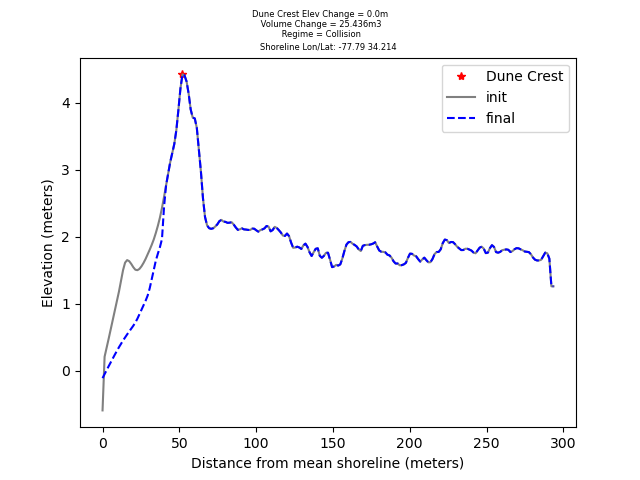 Dune Crest Elev Change = 0.0m
Volume Change = 25.436m3
Regime = Collision
Shoreline Lon/Lat: -77.79 34.214
Dune Crest
init
final
4
3
2
1
0
Elevation (meters)
0 50 100 150 200 250 300
Distance from mean shoreline (meters)